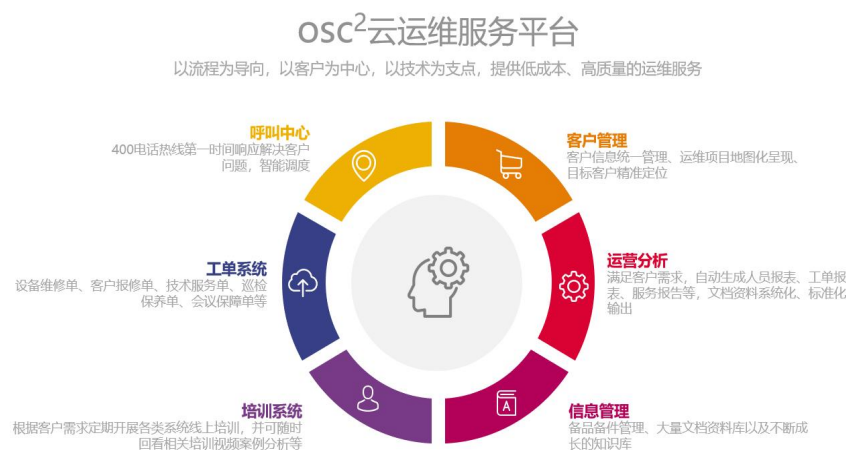 osc²云运维服务平台
以流程为导向，以客户为中心，以技术为支点，提供低成本、高质量的运维服务
呼叫中心
400电话热线第一时间响应解决客户
问题，智能调度
客户管理
客户信息统一管理、运维项目地图化呈现、
目标客户精准定位
工单系统
设备维修单、客户报修单、技术服务单、巡检
保养单、会议保障单等
运营分析
满足客户需求，自动生成人员报表、工单报
表、服务报告等，文档资料系统化、标准化
输出
培训系统
根据客户需求定期开展各类系统线上培训，并可随时
回看相关培训视频案例分析等
信息管理
备品备件管理、大量文档资料库以及不断成
长的知识库
A